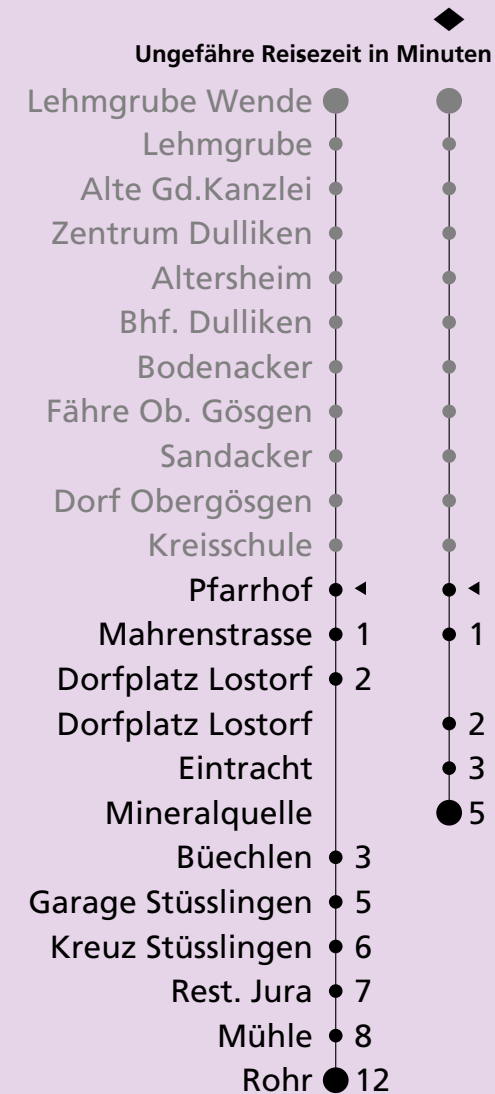 Ungefähre Reisezeit in Minuten
Lehmgrube Wende
Lehmgrube
Alte Gd.Kanzlei
Zentrum Dulliken
Altersheim
Bhf. Dulliken
Bodenacker
Fähre Ob. Gösgen
Sandacker
Dorf Obergösgen
Kreisschule
Pfarrhof
Mahrenstrasse 1 1
Dorfplatz Lostorf 2
Dorfplatz Lostorf 2
Eintracht 3
Mineralquelle 5
Büechlen 3
Garage Stüsslingen 5
Kreuz Stüsslingen 6
Rest. Jura 7
Mühle 8
Rohr 12